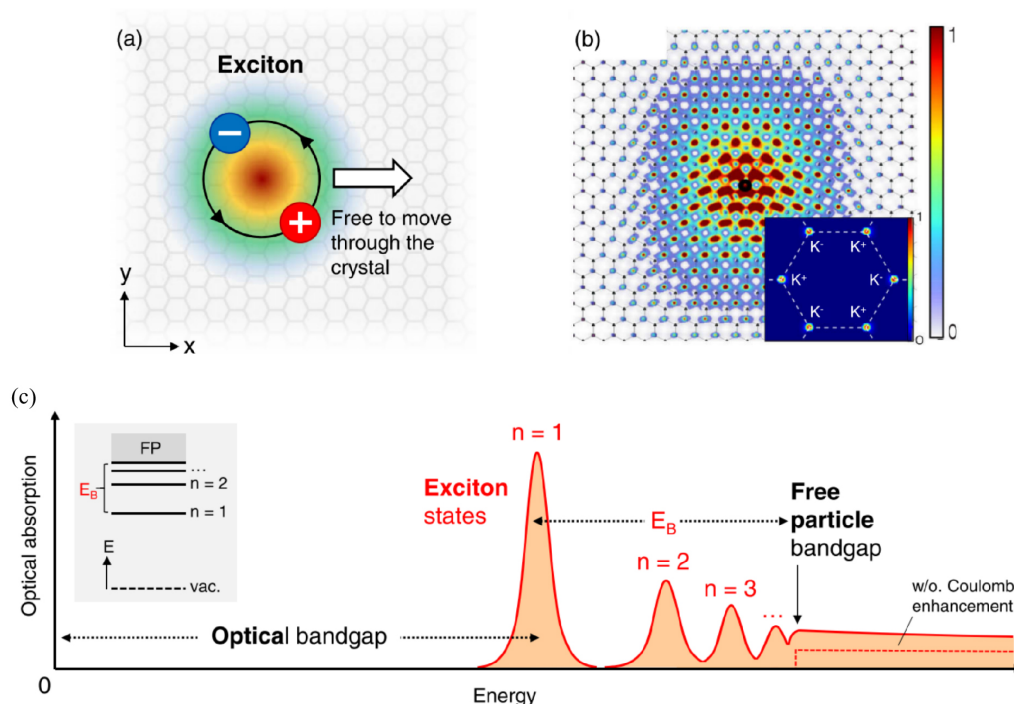 (a)
Exciton
−
+
Free to move
through the
crystal
y
x
(b)
1
0
1
0
K⁻
K⁺
K⁺
K⁻
K⁻
K⁺
(c)
Optical absorption
FP
...
E_B
n = 2
n = 1
E
vac.
n = 1
Exciton
states
E_B
n = 2
n = 3
...
Free
particle
bandgap
w/o. Coulomb
enhancement
Optical bandgap
0
Energy